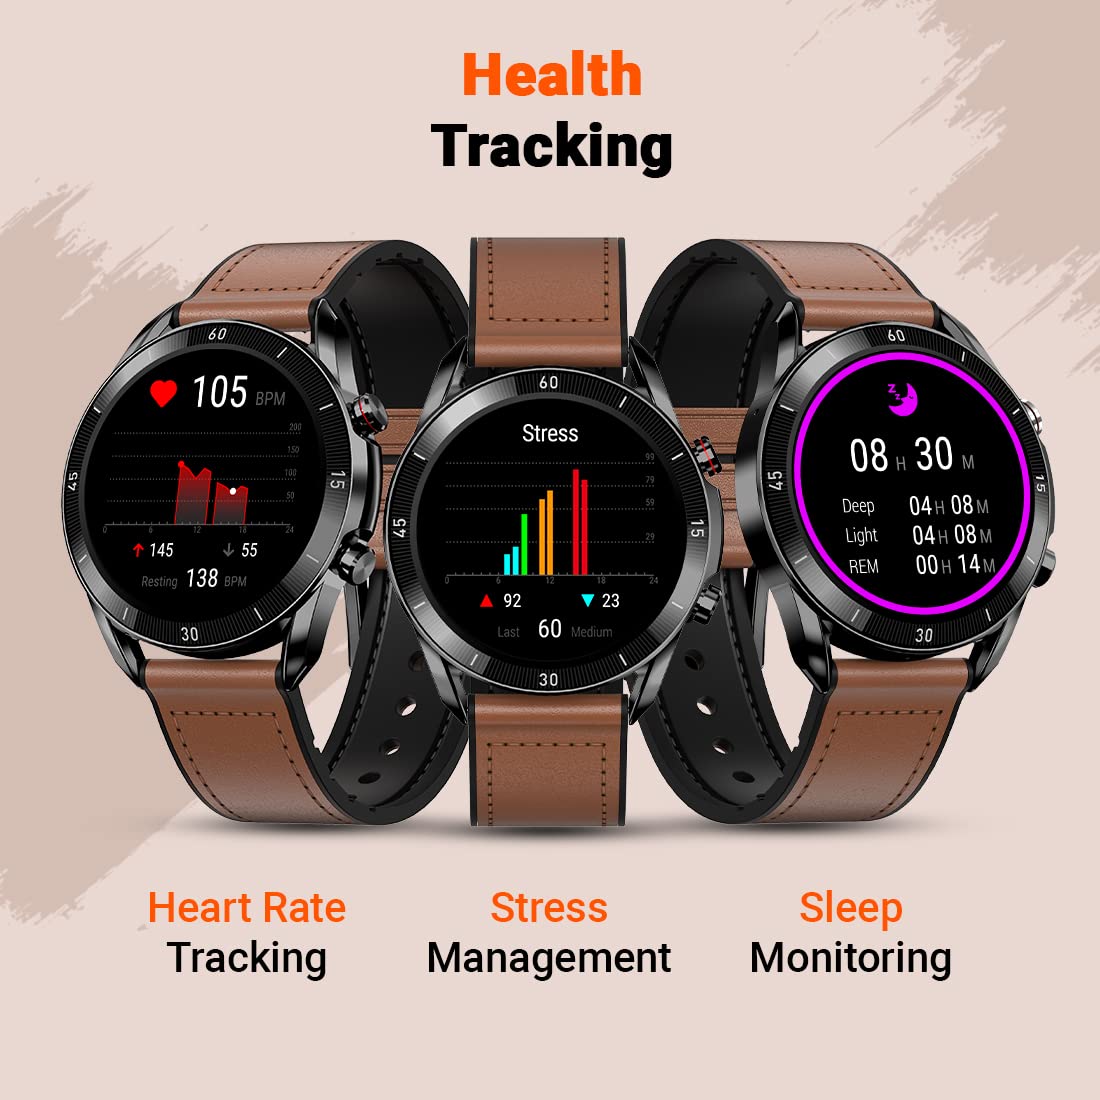 Health
Tracking
60
15
30
45
105 BPM
200
150
100
50
0 6 12 18 24
↑ 145 ↓ 55
Resting 138 BPM
60
15
30
45
Stress
99
79
59
29
0 6 12 18 24
▲ 92 ▼ 23
Last 60 Medium
60
15
30
45
zzz
08 H 30 M
Deep 04 H 08 M
Light 04 H 08 M
REM 00 H 14 M
Heart Rate
Tracking
Stress
Management
Sleep
Monitoring